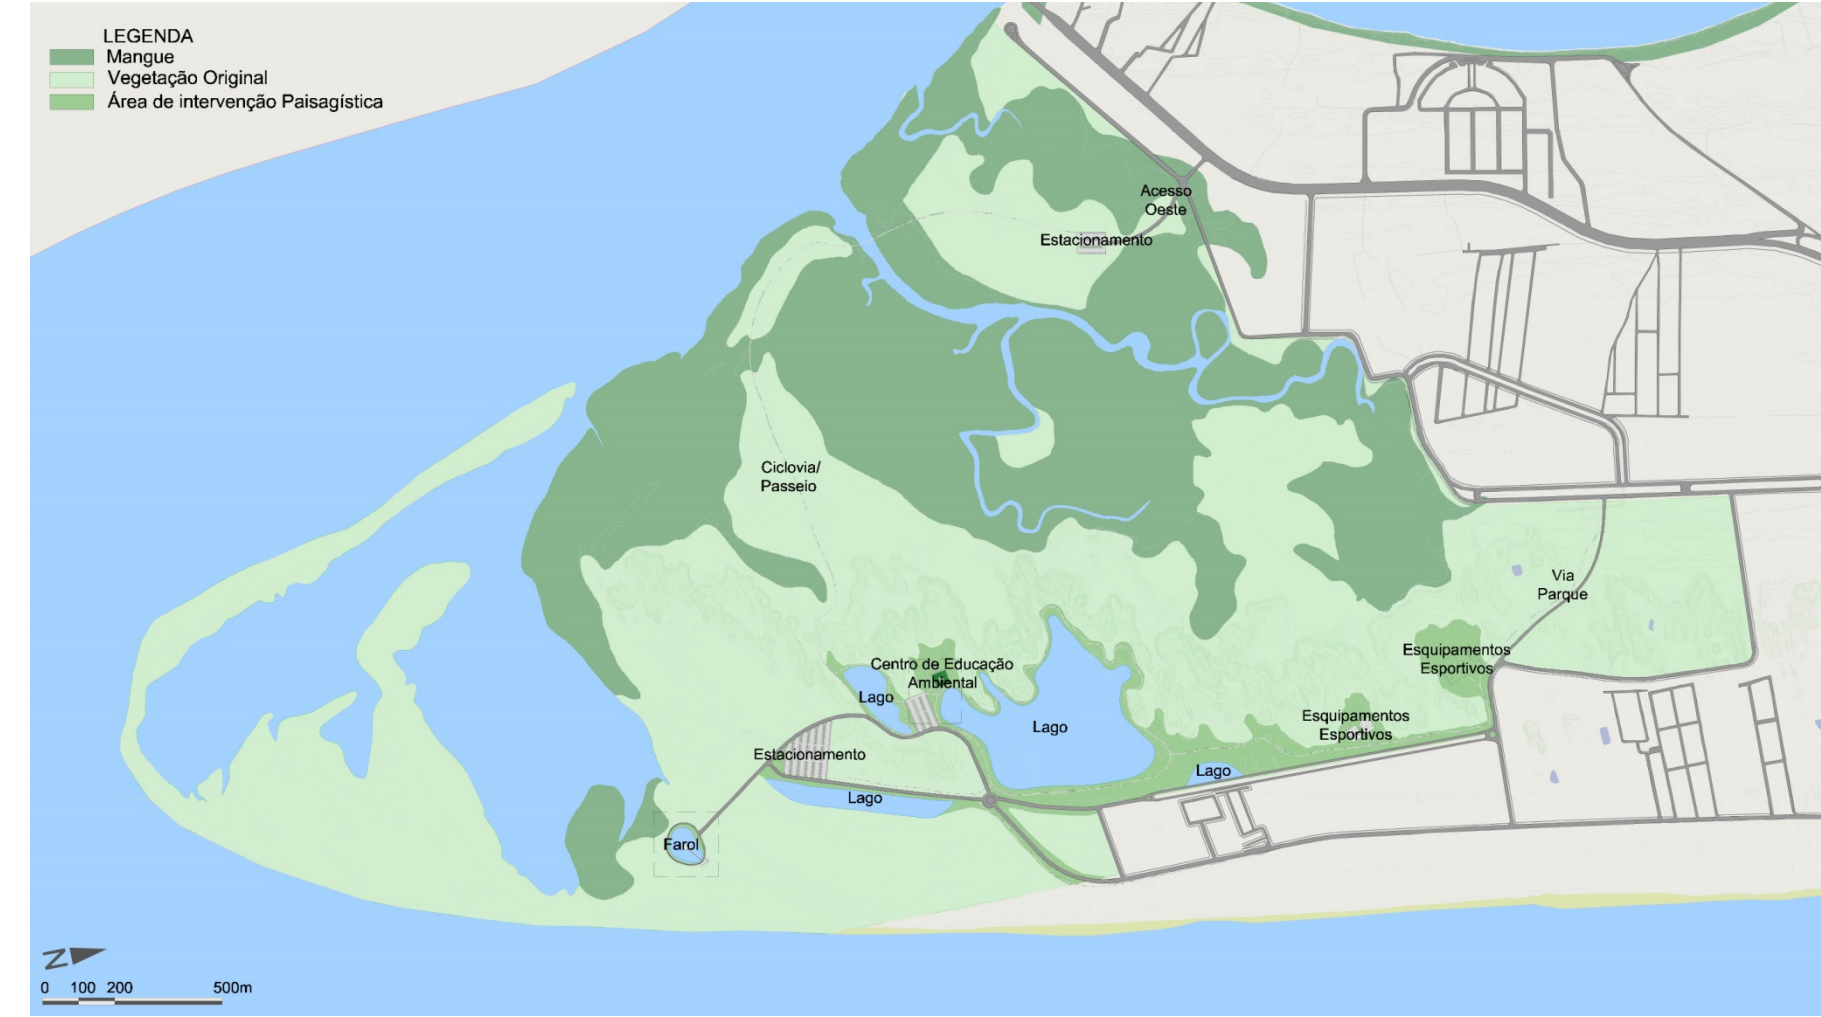 LEGENDA
Mangue
Vegetação Original
Área de intervenção Paisagística
Acesso
Oeste
Estacionamento
Ciclovia/
Passeio
Via
Parque
Esquipamentos
Esportivos
Centro de Educação
Ambiental
Lago
Lago
Esquipamentos
Esportivos
Estacionamento
Lago
Lago
Farol
N
0 100 200 500m